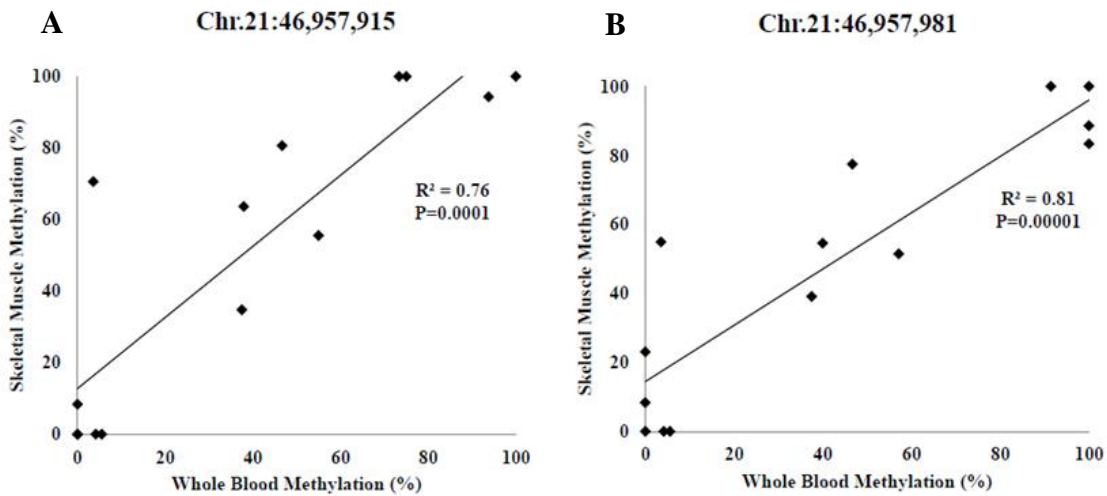 A
Chr.21:46,957,915
100
80
60
40
20
0
0 20 40 60 80 100
Skeletal Muscle Methylation (%)
Whole Blood Methylation (%)
R² = 0.76
P=0.0001
B
Chr.21:46,957,981
100
80
60
40
20
0
0 20 40 60 80 100
Skeletal Muscle Methylation (%)
Whole Blood Methylation (%)
R² = 0.81
P=0.00001